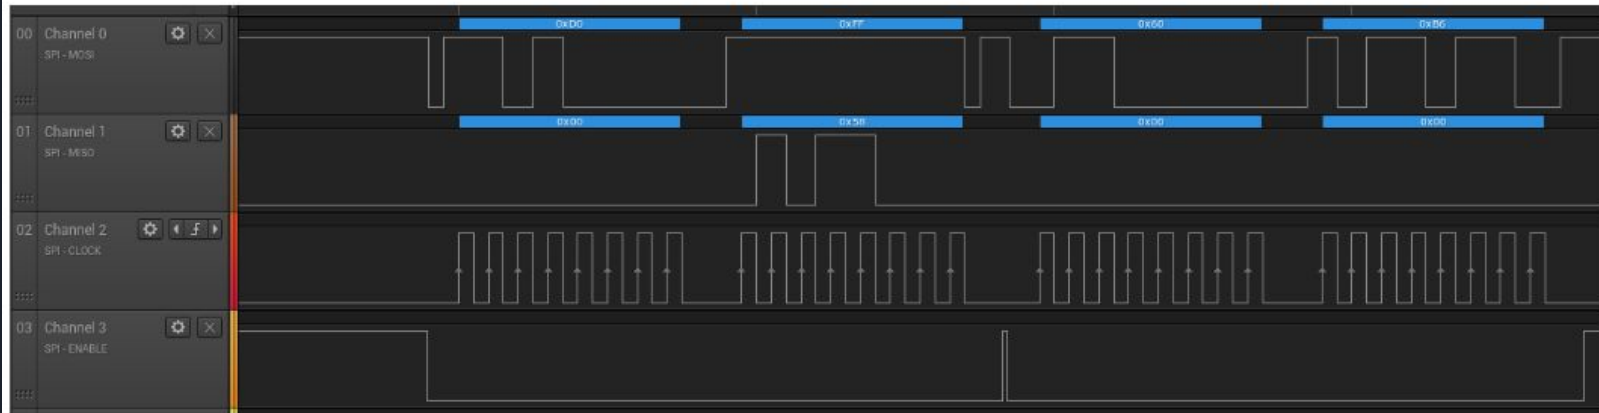 0xD0 0xFF 0x60 0xB6
00 Channel 0
SPI - MOSI
0x00 0x58 0x00 0x00
01 Channel 1
SPI - MISO
02 Channel 2
SPI - CLOCK
03 Channel 3
SPI - ENABLE